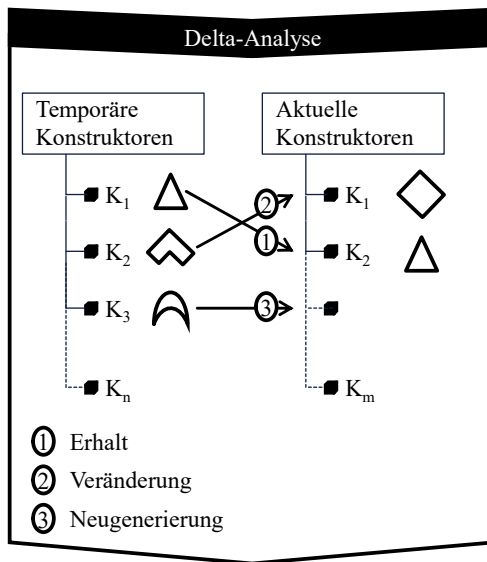 Delta-Analyse
Temporäre
Konstruktoren
Aktuelle
Konstruktoren
K1
2
K1
K2
1
K2
K3
3
Kn
Km
1 Erhalt
2 Veränderung
3 Neugenerierung